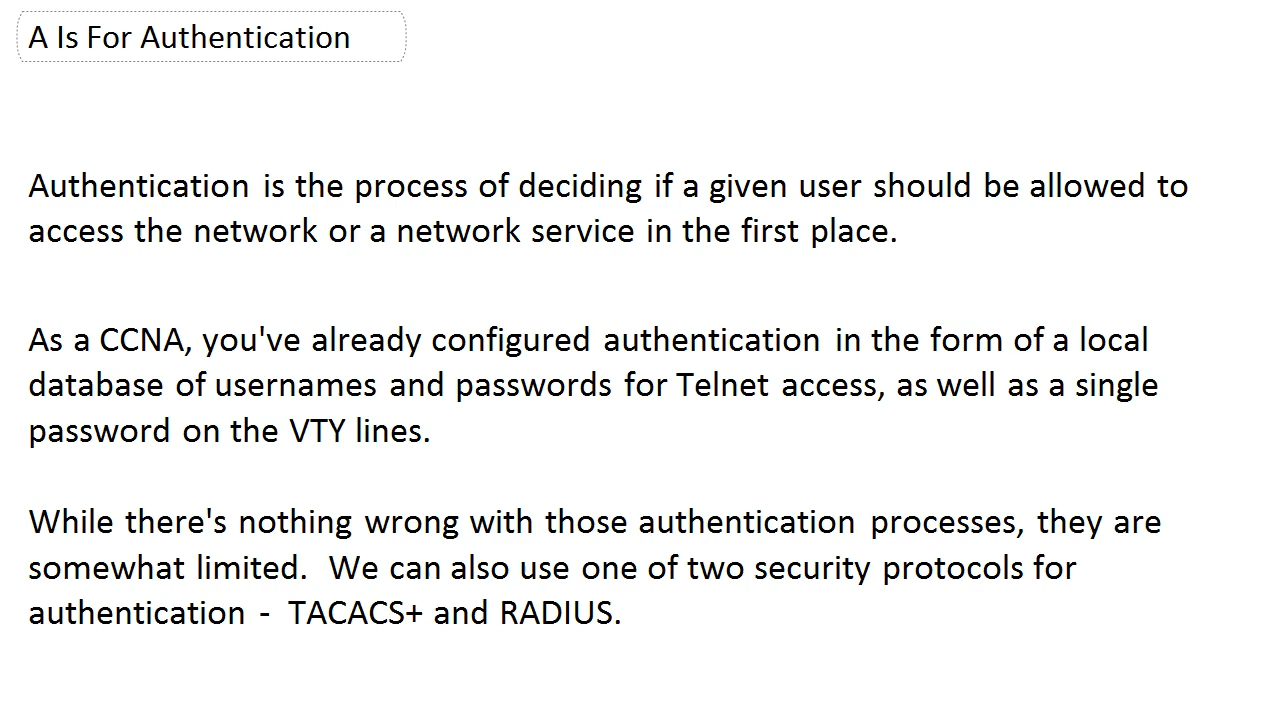 A Is For Authentication
Authentication is the process of deciding if a given user should be allowed to
access the network or a network service in the first place.
As a CCNA, you've already configured authentication in the form of a local
database of usernames and passwords for Telnet access, as well as a single
password on the VTY lines.
While there's nothing wrong with those authentication processes, they are
somewhat limited.  We can also use one of two security protocols for
authentication -  TACACS+ and RADIUS.